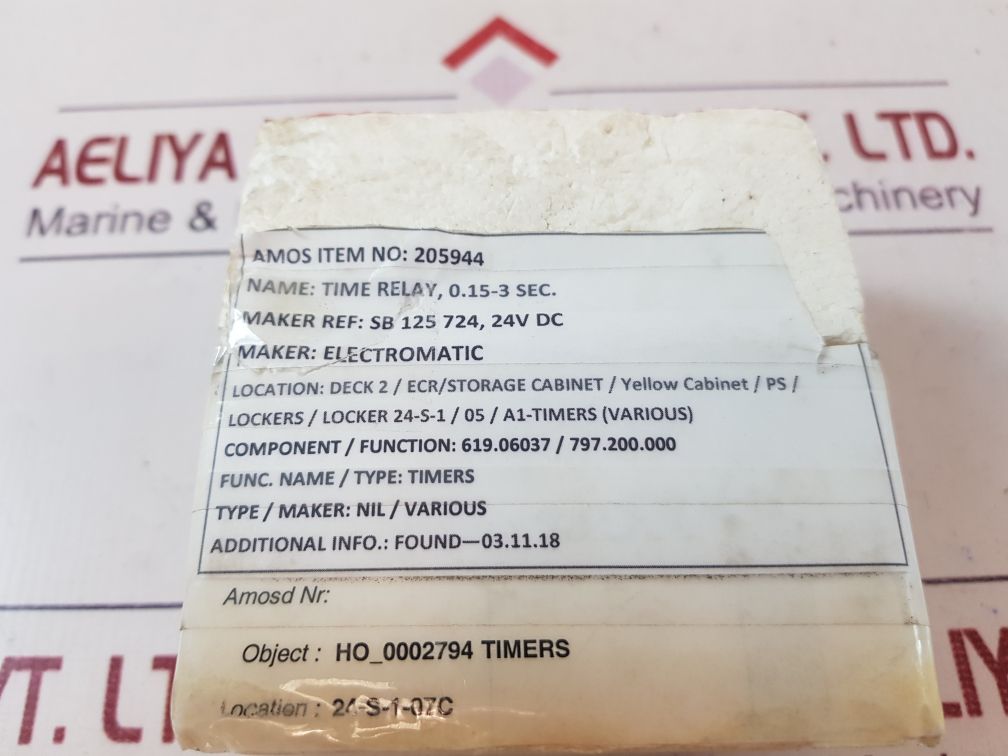 AELIYA LTD.
Marine & chinery
AMOS ITEM NO: 205944
NAME: TIME RELAY, 0.15-3 SEC.
MAKER REF: SB 125 724, 24V DC
MAKER: ELECTROMATIC
LOCATION: DECK 2 / ECR/STORAGE CABINET / Yellow Cabinet / PS /
LOCKERS / LOCKER 24-S-1 / 05 / A1-TIMERS (VARIOUS)
COMPONENT / FUNCTION: 619.06037 / 797.200.000
FUNC. NAME / TYPE: TIMERS
TYPE / MAKER: NIL / VARIOUS
ADDITIONAL INFO.: FOUND—03.11.18
Amosd Nr:
Object : HO_0002794 TIMERS
Location : 24-S-1-07C
VT. LT LIY